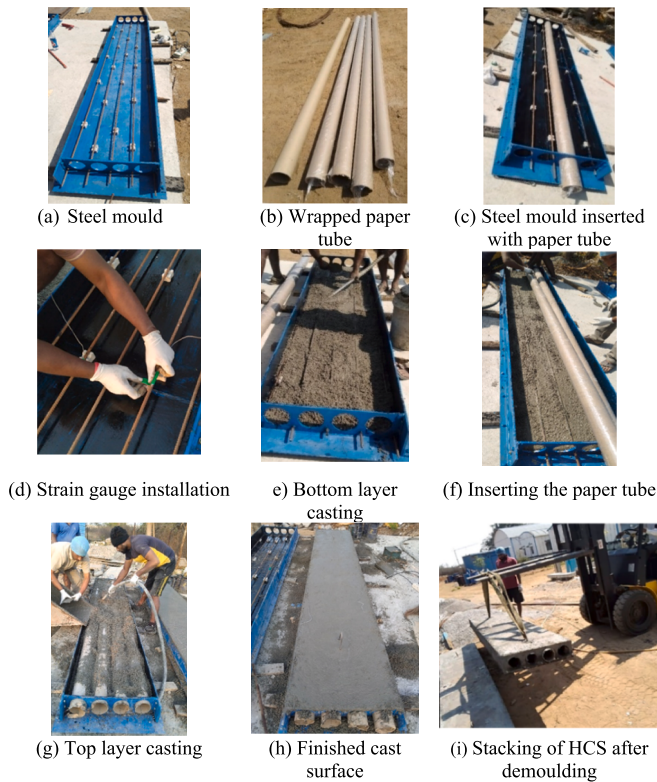 (a) Steel mould
(b) Wrapped paper
tube
(c) Steel mould inserted
with paper tube
(d) Strain gauge installation
e) Bottom layer
casting
(f) Inserting the paper tube
(g) Top layer casting
(h) Finished cast
surface
(i) Stacking of HCS after
demoulding